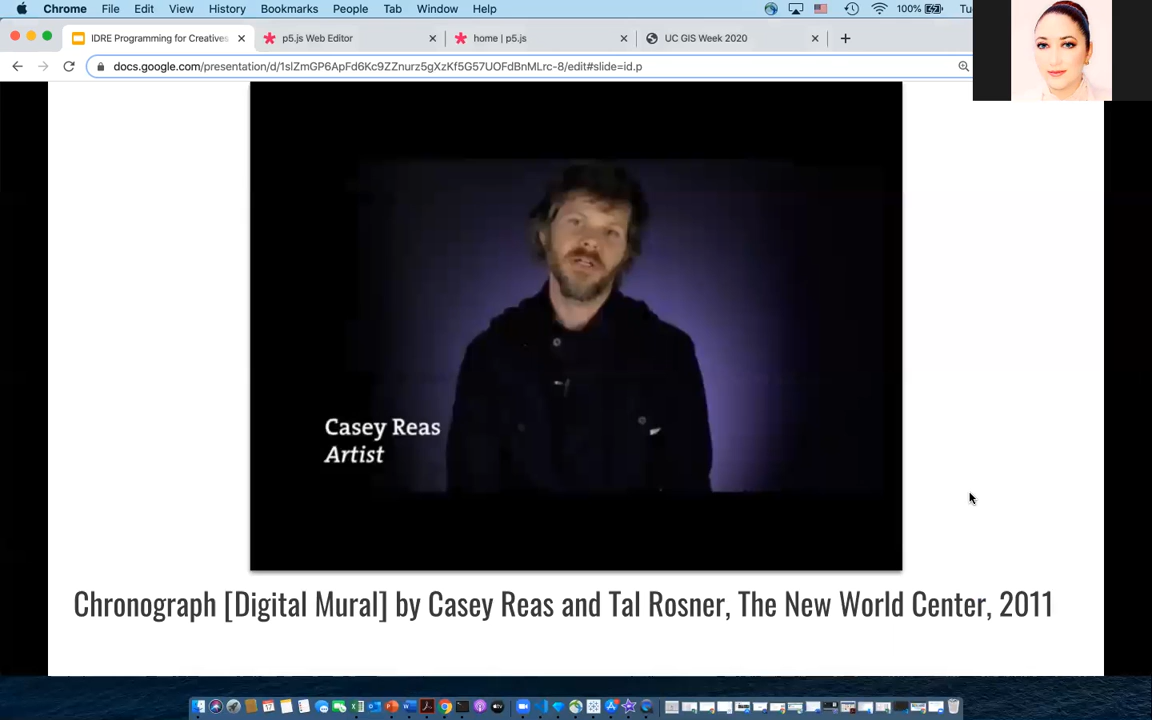 Chrome File Edit View History Bookmarks People Tab Window Help 100% Tu
IDRE Programming for Creatives p5.js Web Editor home | p5.js UC GIS Week 2020
docs.google.com/presentation/d/1slZmGP6ApFd6Kc9ZZnurz5gXzKf5G57UOFdBnMLrc-8/edit#slide=id.p
Casey Reas
Artist
Chronograph [Digital Mural] by Casey Reas and Tal Rosner, The New World Center, 2011